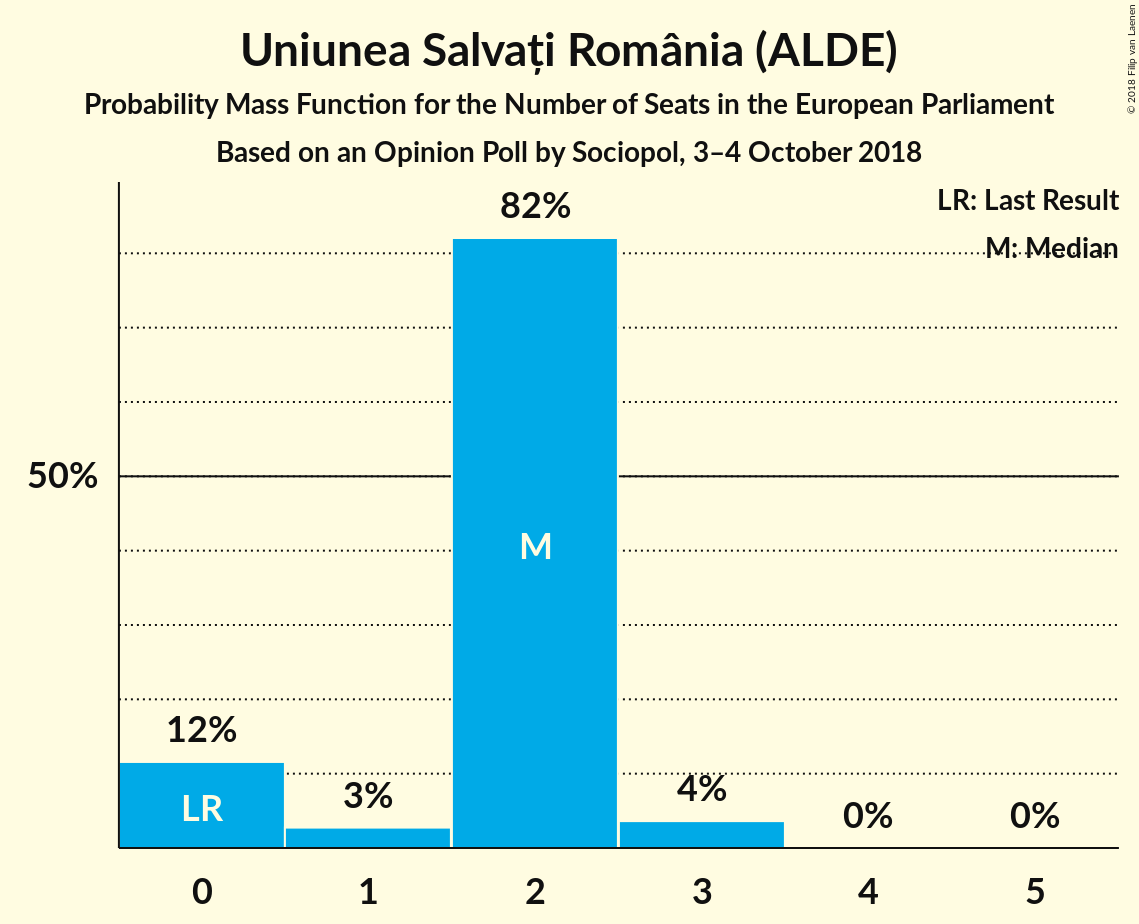 Uniunea Salvați România (ALDE)
Probability Mass Function for the Number of Seats in the European Parliament
Based on an Opinion Poll by Sociopol, 3–4 October 2018
© 2018 Filip van Laenen
LR: Last Result
M: Median
82%
50%
M
12%
LR
3%
4%
0%
0%
0 1 2 3 4 5